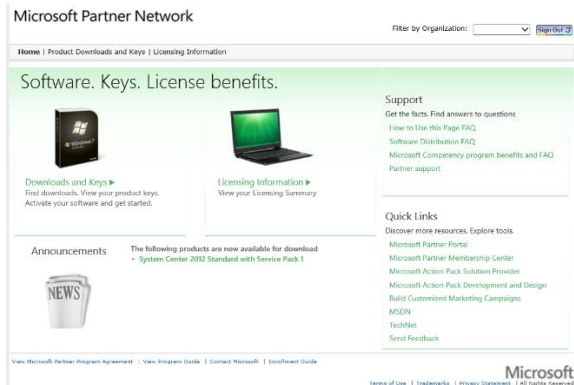 Microsoft Partner Network
Filter by Organization:
Sign Out
Home | Product Downloads and Keys | Licensing Information
Software. Keys. License benefits.
Windows 7
Downloads and Keys ▶
Find downloads. View your product keys.
Activate your software and get started.
Licensing Information ▶
View your Licensing Summary
Support
Get the facts. Find answers to questions
How to Use this Page FAQ
Software Distribution FAQ
Microsoft Competency program benefits and FAQ
Partner support
Announcements
The following products are now available for download
• System Center 2012 Standard with Service Pack 1
NEWS
Quick Links
Discover more resources. Explore tools.
Microsoft Partner Portal
Microsoft Partner Membership Center
Microsoft Action Pack Solution Provider
Microsoft Action Pack Development and Design
Build Customized Marketing Campaigns
MSDN
TechNet
Send Feedback
View Microsoft Partner Program Agreement | View Program Guide | Contact Microsoft | Enrollment Guide
Microsoft
Terms of Use | Trademarks | Privacy Statement | All Rights Reserved